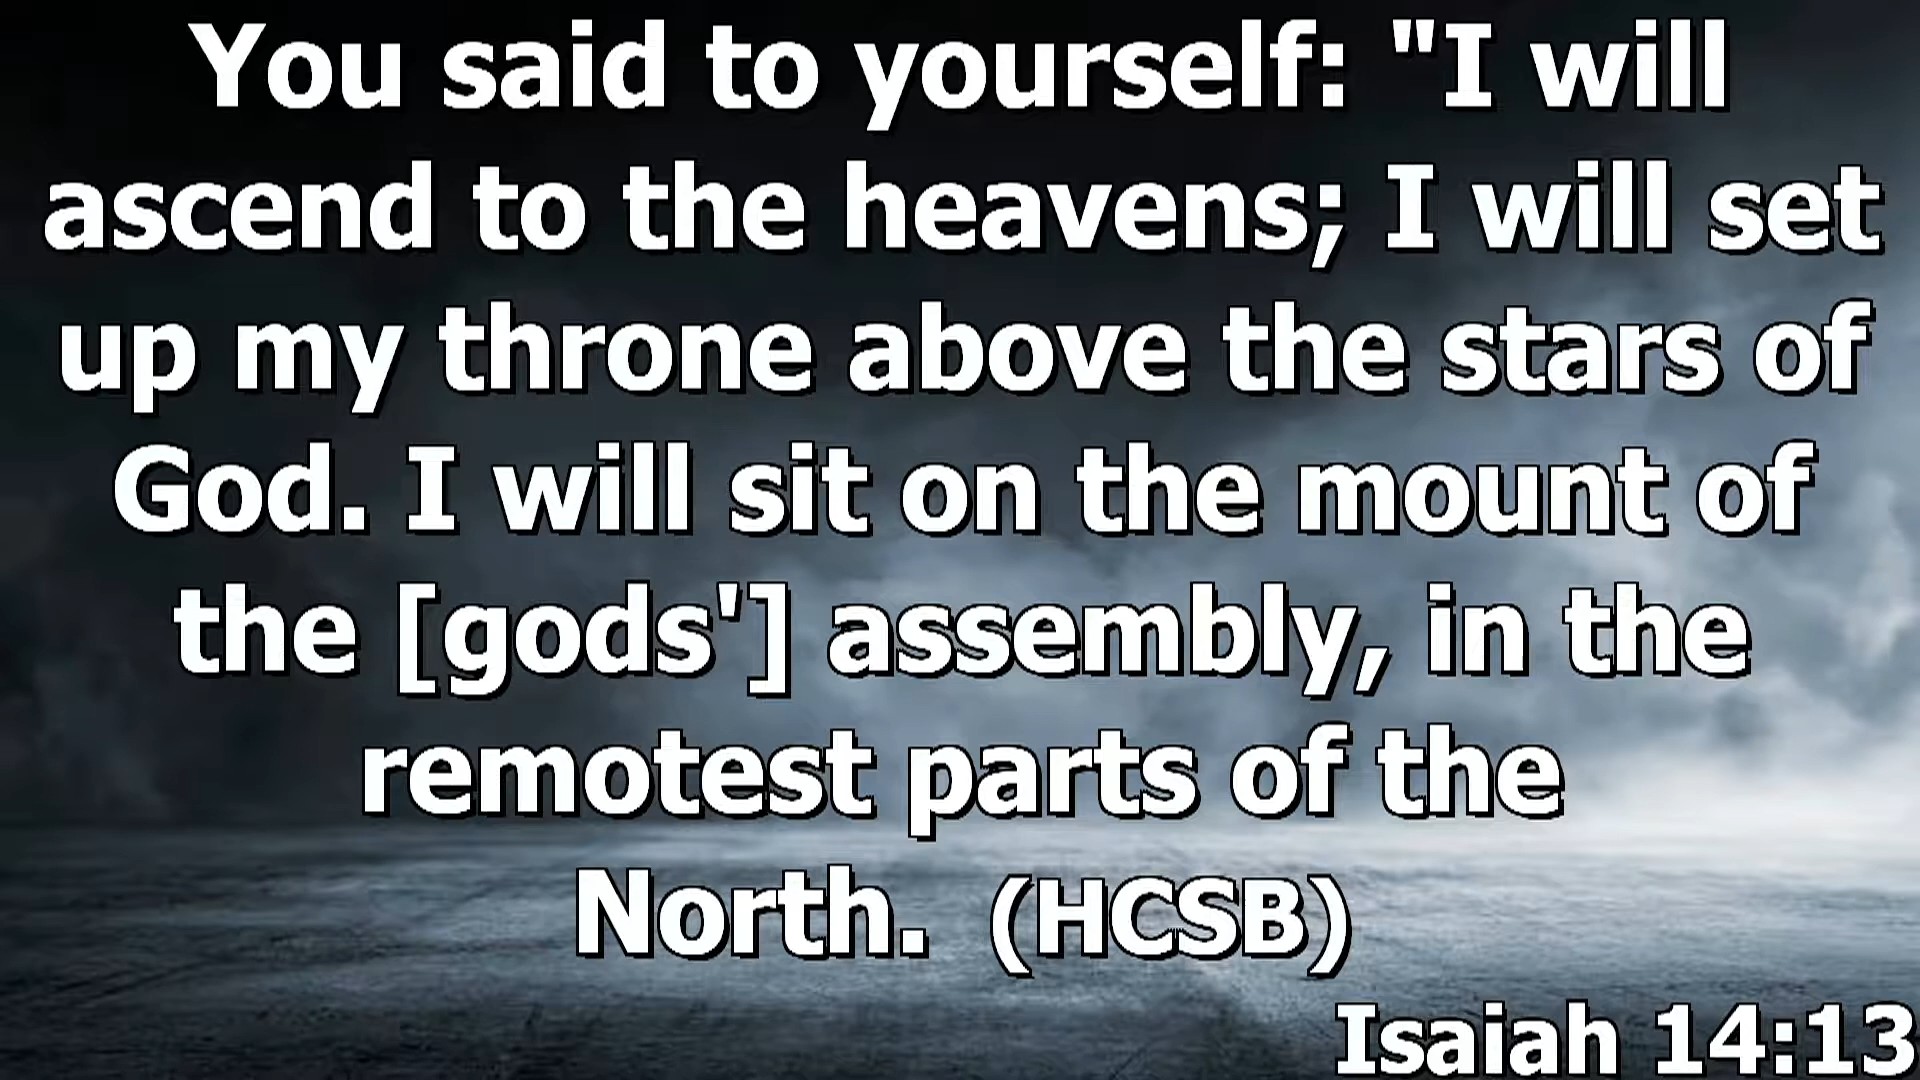 You said to yourself: "I will
ascend to the heavens; I will set
up my throne above the stars of
God. I will sit on the mount of
the [gods'] assembly, in the
remotest parts of the
North.  (HCSB)
Isaiah 14:13